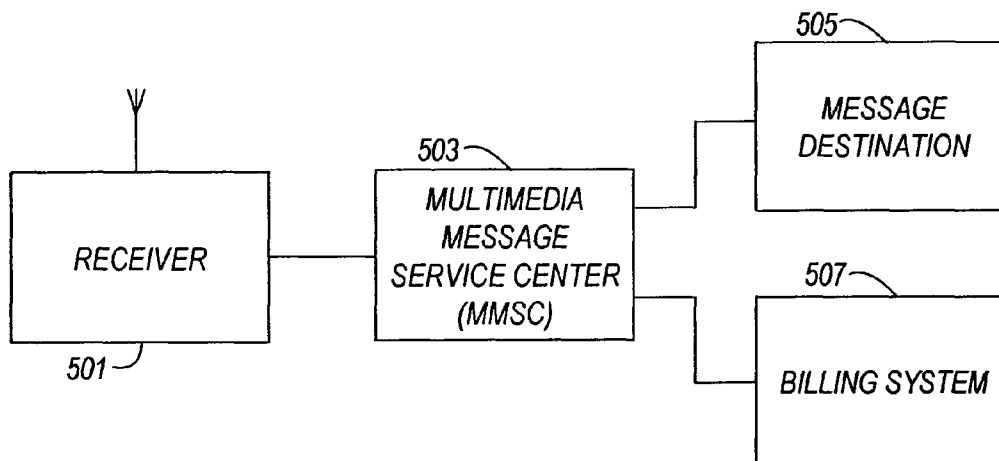 505
MESSAGE
DESTINATION
503
MULTIMEDIA
MESSAGE
SERVICE CENTER
(MMSC)
RECEIVER
501
507
BILLING SYSTEM